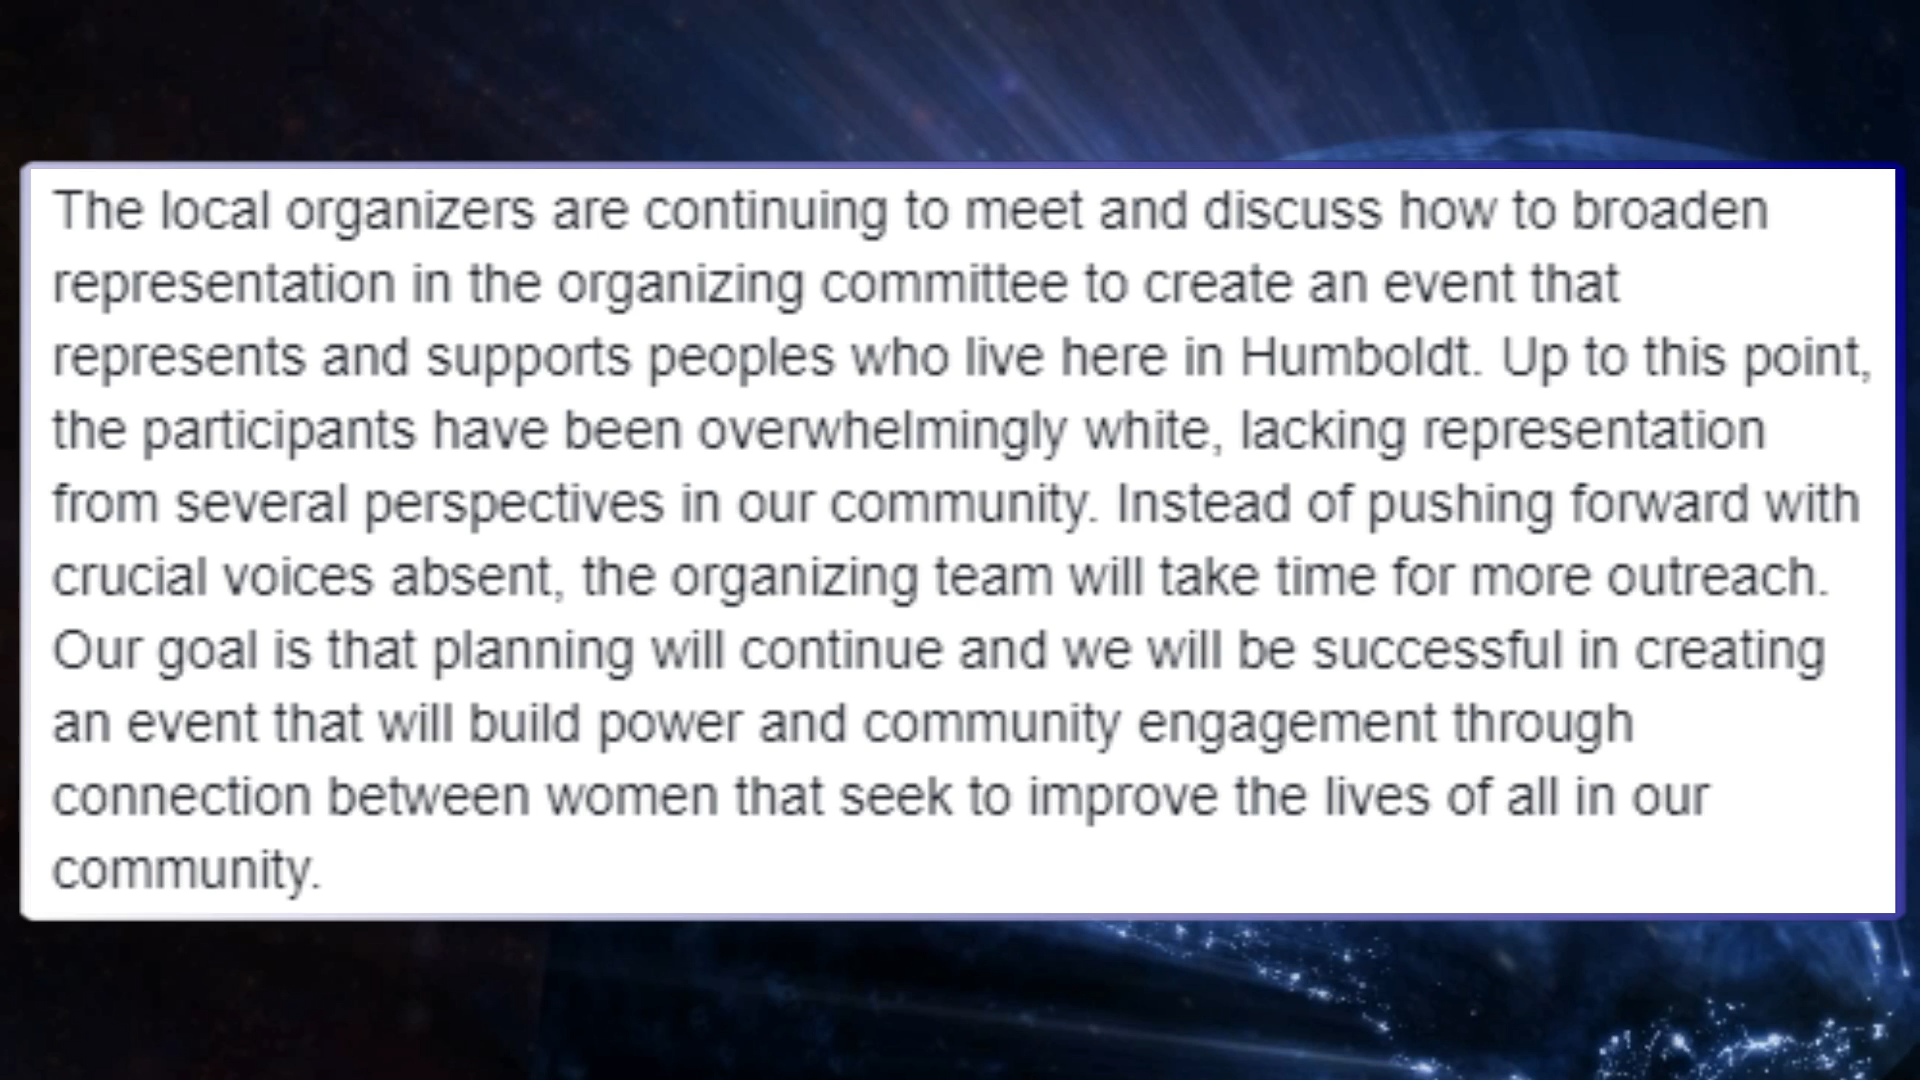 The local organizers are continuing to meet and discuss how to broaden
representation in the organizing committee to create an event that
represents and supports peoples who live here in Humboldt. Up to this point,
the participants have been overwhelmingly white, lacking representation
from several perspectives in our community. Instead of pushing forward with
crucial voices absent, the organizing team will take time for more outreach.
Our goal is that planning will continue and we will be successful in creating
an event that will build power and community engagement through
connection between women that seek to improve the lives of all in our
community.